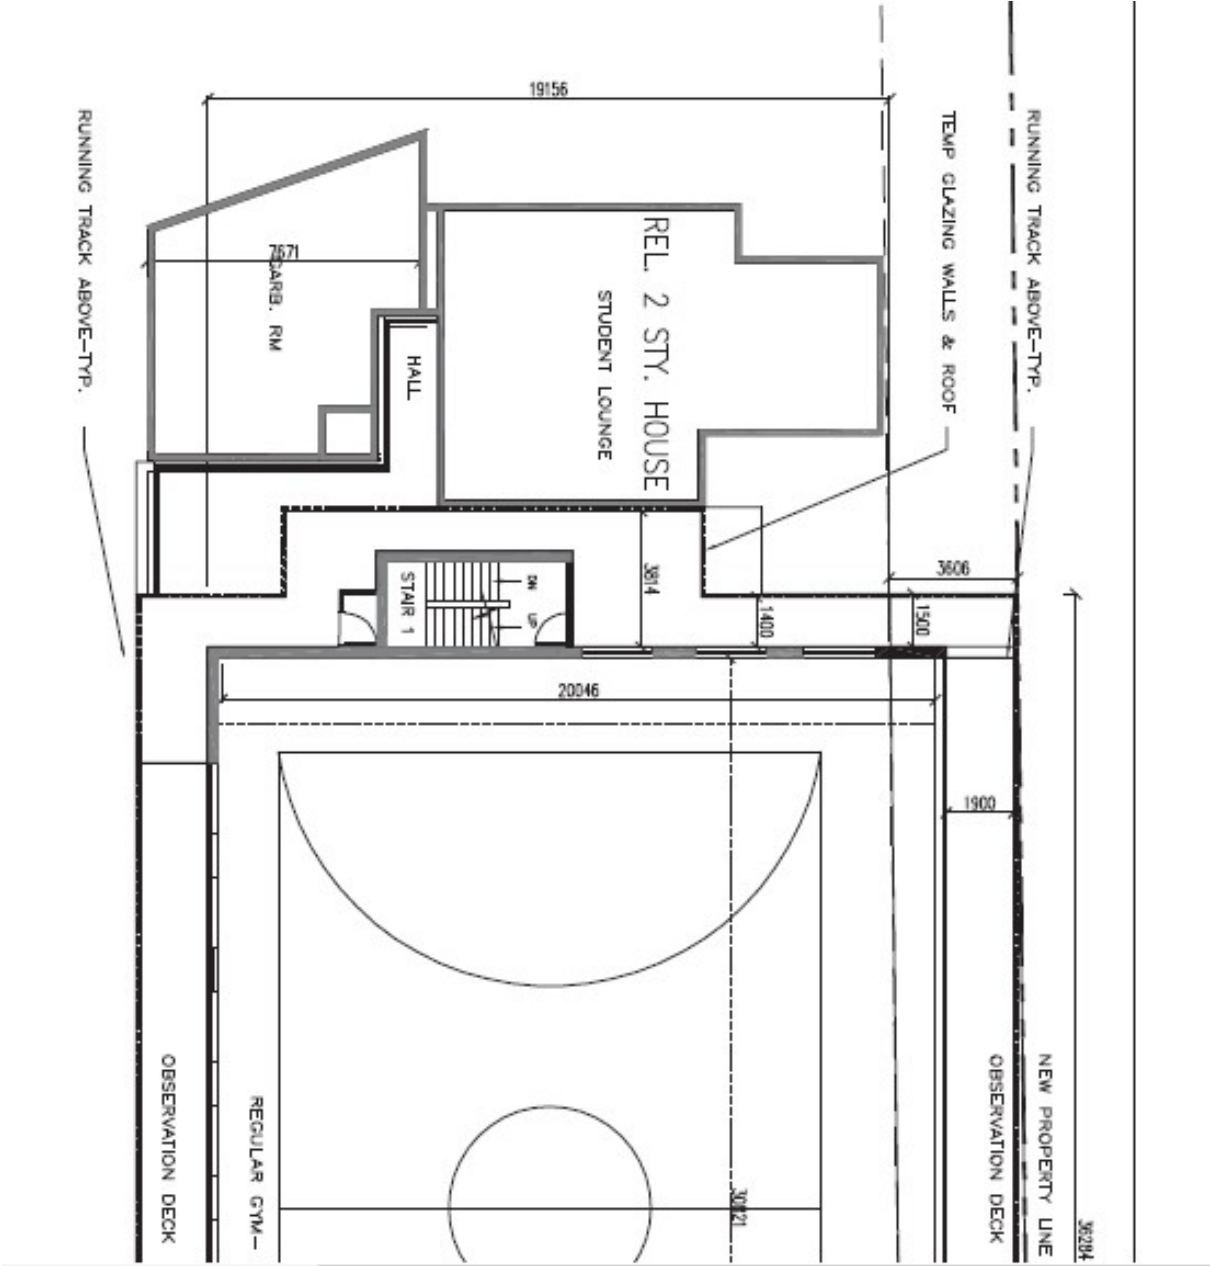 19156
RUNNING TRACK ABOVE-TYP.
TEMP GLAZING WALLS & ROOF
RUNNING TRACK ABOVE-TYP.
7671
GARB. RM
HALL
REL. 2 STY. HOUSE
STUDENT LOUNGE
3606
3814
1400
1500
STAIR 1
DN
UP
20046
1900
OBSERVATION DECK
REGULAR GYM-
30821
OBSERVATION DECK
NEW PROPERTY LINE
36284